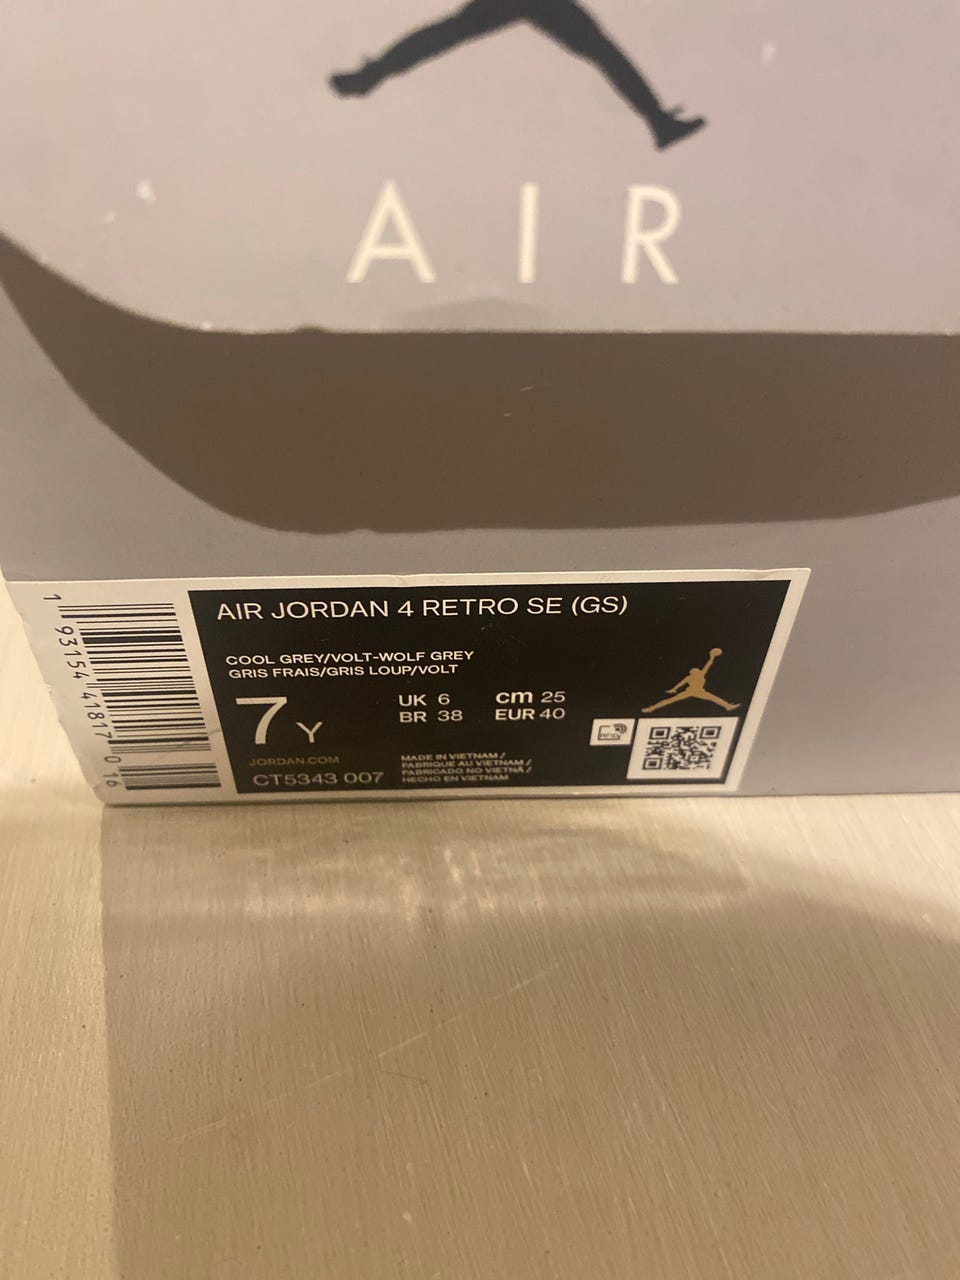 AIR
AIR JORDAN 4 RETRO SE (GS)
COOL GREY/VOLT-WOLF GREY
GRIS FRAIS/GRIS LOUP/VOLT
7Y
UK 6 cm 25
BR 38 EUR 40
JORDAN.COM
CT5343 007
MADE IN VIETNAM /
FABRIQUE AU VIETNAM /
FABRICADO NO VIETNÃ /
HECHO EN VIETNAM
RFID
1 93154 41817 016